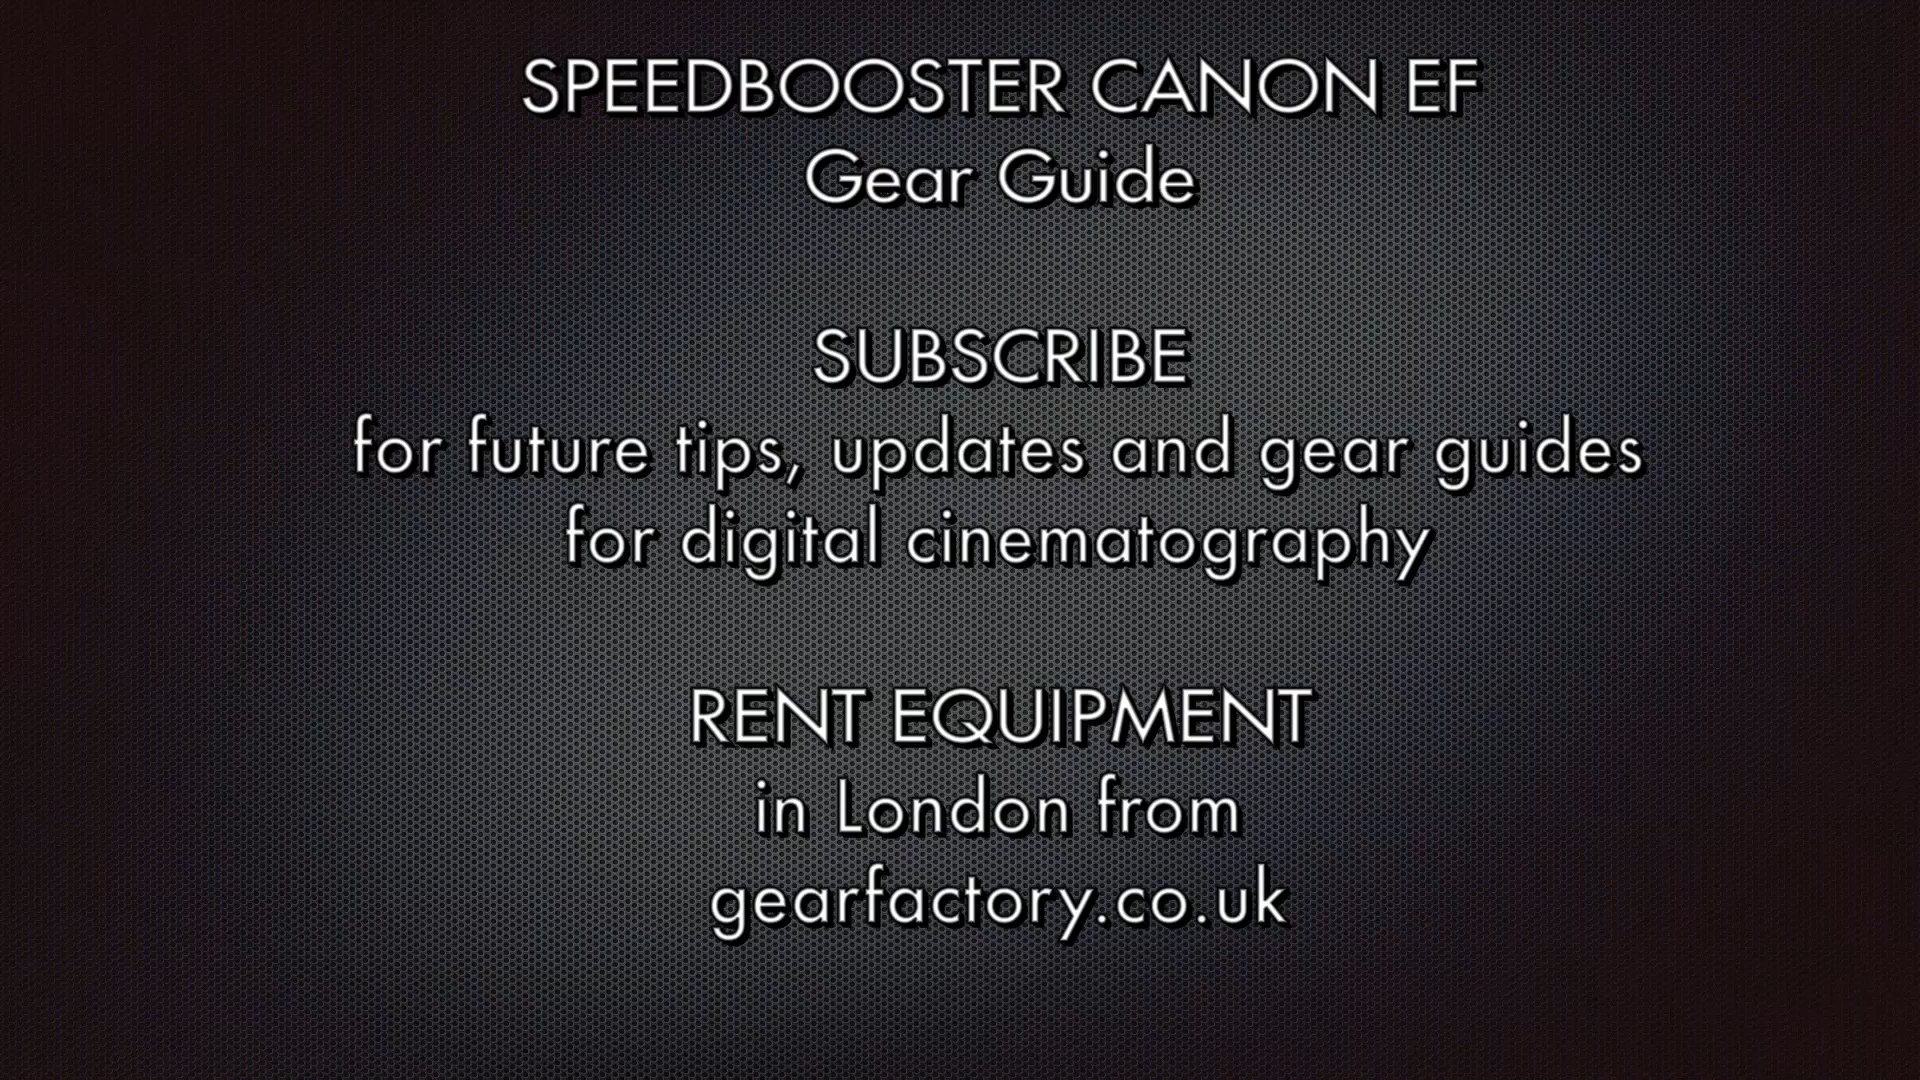 SPEEDBOOSTER CANON EF
Gear Guide
SUBSCRIBE
for future tips, updates and gear guides
for digital cinematography
RENT EQUIPMENT
in London from
gearfactory.co.uk